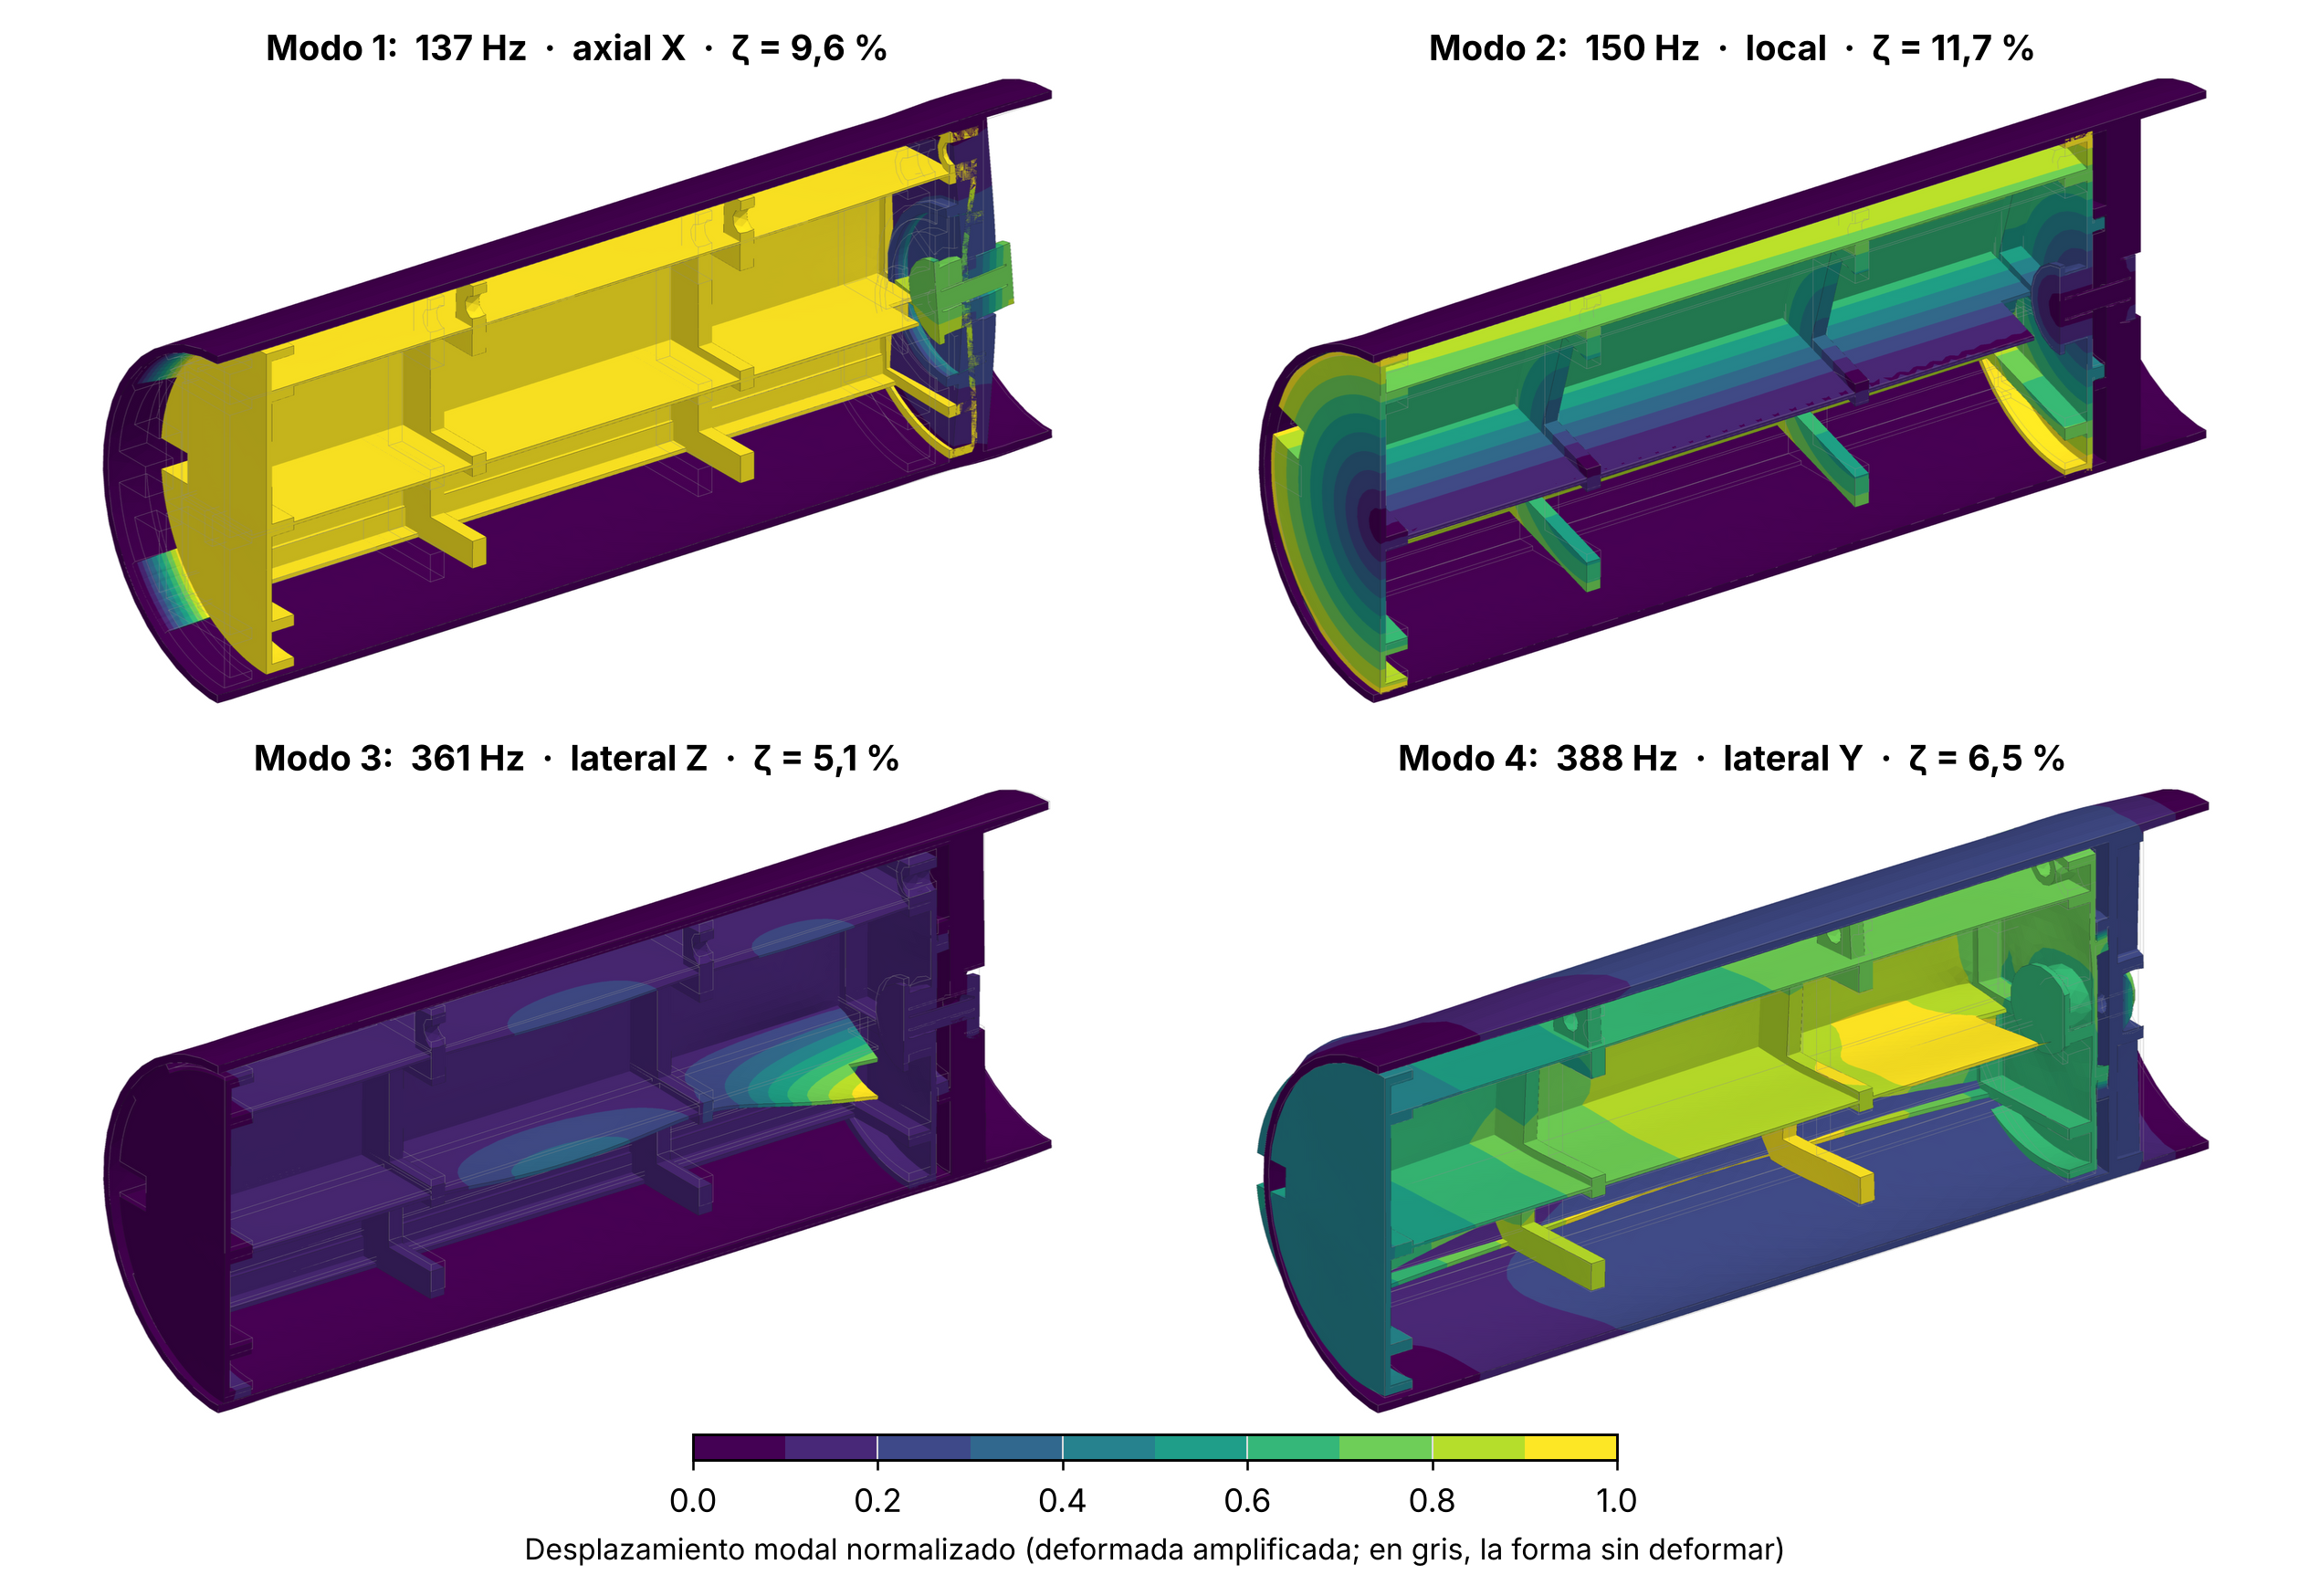 Modo 1: 137 Hz · axial X · ζ = 9,6 %
Modo 2: 150 Hz · local · ζ = 11,7 %
Modo 3: 361 Hz · lateral Z · ζ = 5,1 %
Modo 4: 388 Hz · lateral Y · ζ = 6,5 %
0.0 0.2 0.4 0.6 0.8 1.0
Desplazamiento modal normalizado (deformada amplificada; en gris, la forma sin deformar)